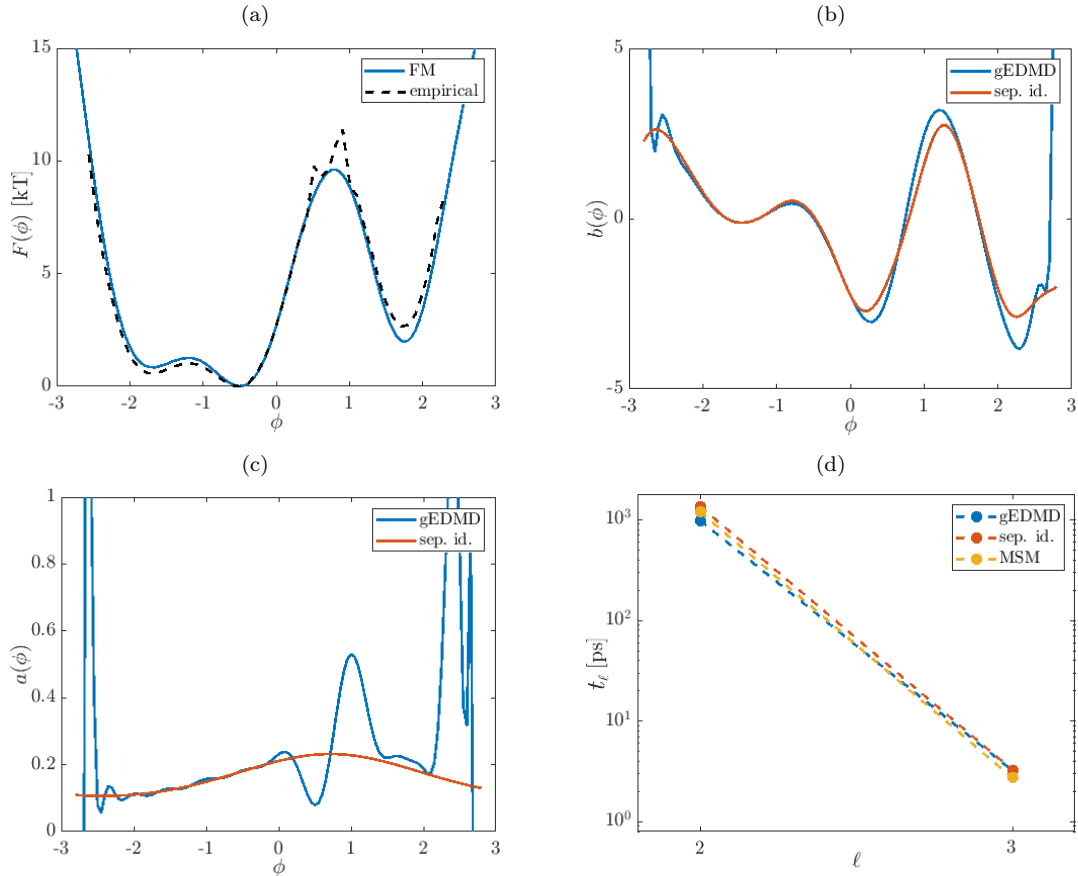 (a)
15
10
5
0
F(ϕ) [kT]
FM
empirical
-3 -2 -1 0 1 2 3
ϕ
(b)
5
0
-5
b(ϕ)
gEDMD
sep. id.
-3 -2 -1 0 1 2 3
ϕ
(c)
1
0.8
0.6
0.4
0.2
0
a(ϕ)
gEDMD
sep. id.
-3 -2 -1 0 1 2 3
ϕ
(d)
10³
10²
10¹
10⁰
tℓ [ps]
gEDMD
sep. id.
MSM
2 3
ℓ